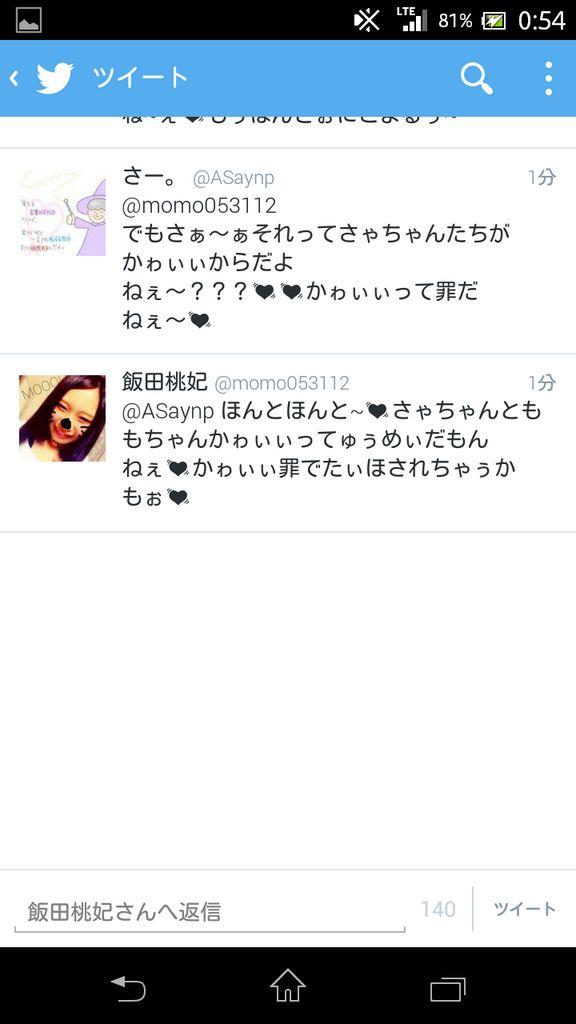 LTE 81% 0:54
ツイート
さー。 @ASaynp 1分
@momo053112
でもさぁ〜ぁそれってさゃちゃんたちが
かゎぃぃからだよ
ねぇ〜？？？💓💓かゎぃぃって罪だ
ねぇ〜💓
飯田桃妃 @momo053112 1分
@ASaynp ほんとほんと~💓さゃちゃんとも
もちゃんかゎぃぃってゅぅめぃだもん
ねぇ💓かゎぃぃ罪でたぃほされちゃぅか
もぉ💓
飯田桃妃さんへ返信 140 ツイート